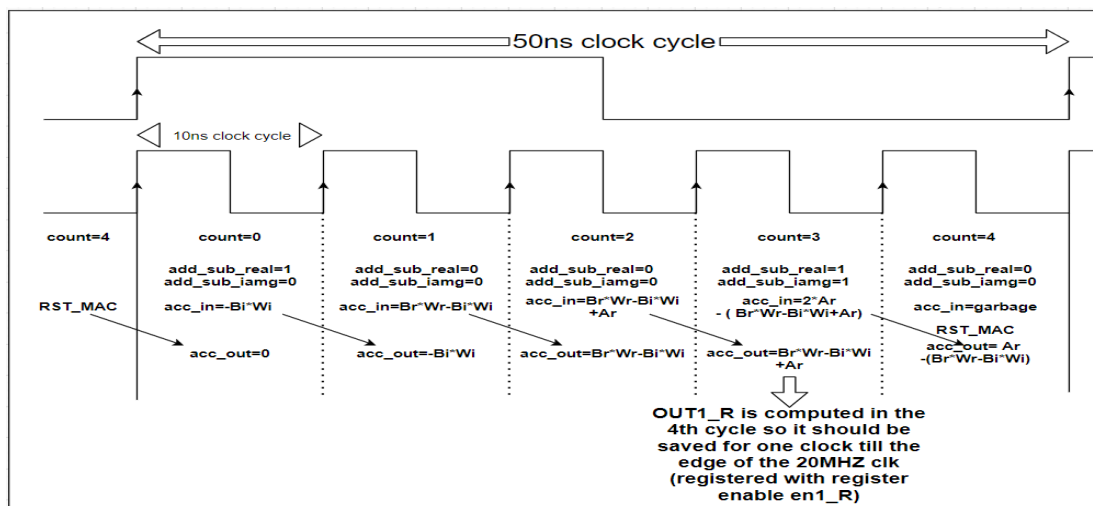 50ns clock cycle
10ns clock cycle
count=4
count=0
count=1
count=2
count=3
count=4
add_sub_real=1
add_sub_iamg=0
add_sub_real=0
add_sub_iamg=0
add_sub_real=0
add_sub_iamg=0
add_sub_real=1
add_sub_iamg=1
add_sub_real=0
add_sub_iamg=0
RST_MAC
acc_in=-Bi*Wi
acc_in=Br*Wr-Bi*Wi
acc_in=Br*Wr-Bi*Wi
+Ar
acc_in=2*Ar
- ( Br*Wr-Bi*Wi+Ar)
acc_in=garbage
RST_MAC
acc_out=0
acc_out=-Bi*Wi
acc_out=Br*Wr-Bi*Wi
acc_out=Br*Wr-Bi*Wi
+Ar
acc_out= Ar
-(Br*Wr-Bi*Wi)
OUT1_R is computed in the
4th cycle so it should be
saved for one clock till the
edge of the 20MHZ clk
(registered with register
enable en1_R)